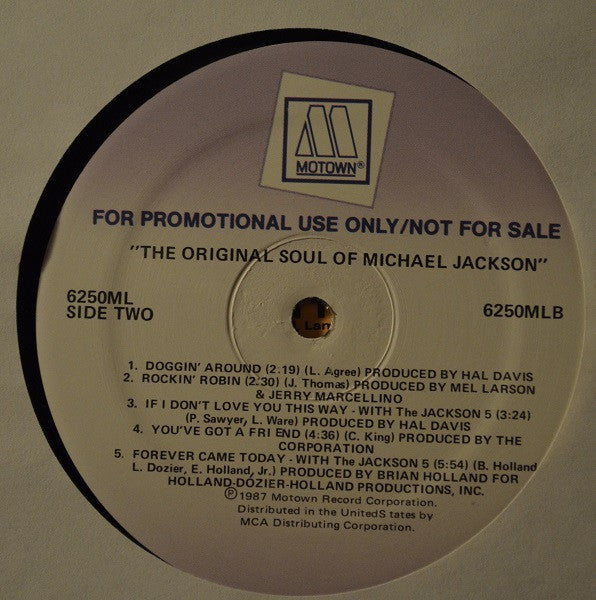 MOTOWN®
FOR PROMOTIONAL USE ONLY/NOT FOR SALE
"THE ORIGINAL SOUL OF MICHAEL JACKSON"
6250ML
SIDE TWO
6250MLB
Lam
1. DOGGIN' AROUND (2:19) (L. Agree) PRODUCED BY HAL DAVIS
2. ROCKIN' ROBIN (2:30) (J. Thomas) PRODUCED BY MEL LARSON
& JERRY MARCELLINO
3. IF I DON'T LOVE YOU THIS WAY - WITH The JACKSON 5 (3:24)
(P. Sawyer, L. Ware) PRODUCED BY HAL DAVIS
4. YOU'VE GOT A FRI END (4:36) (C. King) PRODUCED BY THE
CORPORATION
5. FOREVER CAME TODAY - WITH The JACKSON 5 (5:54) (B. Holland
L. Dozier, E. Holland, Jr.) PRODUCED BY BRIAN HOLLAND FOR
HOLLAND-DOZIER-HOLLAND PRODUCTIONS, INC.
℗1987 Motown Record Corporation.
Distributed in the UnitedS tates by
MCA Distributing Corporation.